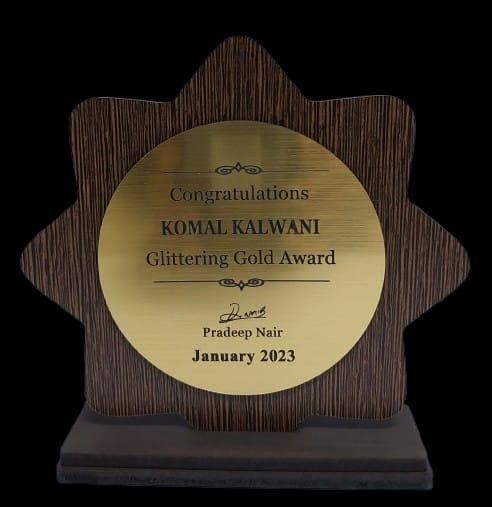 Congratulations
KOMAL KALWANI
Glittering Gold Award
Pradeep Nair
January 2023